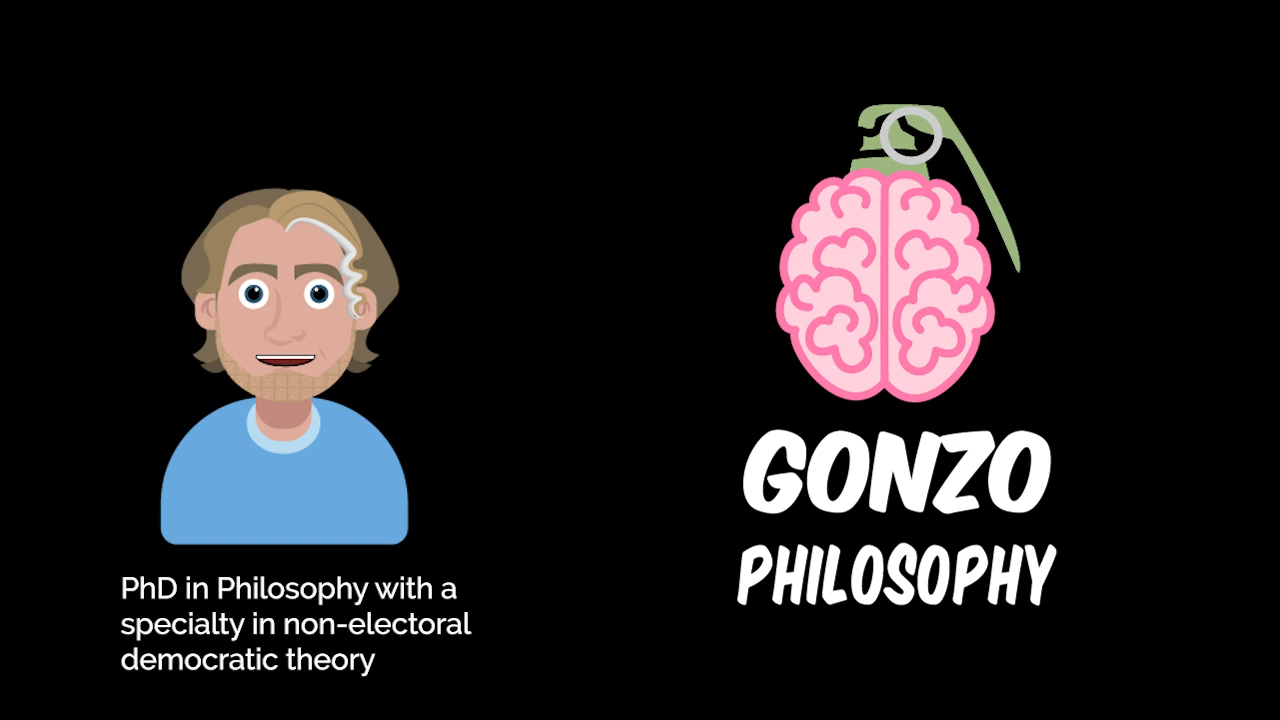 GONZO
PHILOSOPHY
PhD in Philosophy with a
specialty in non-electoral
democratic theory